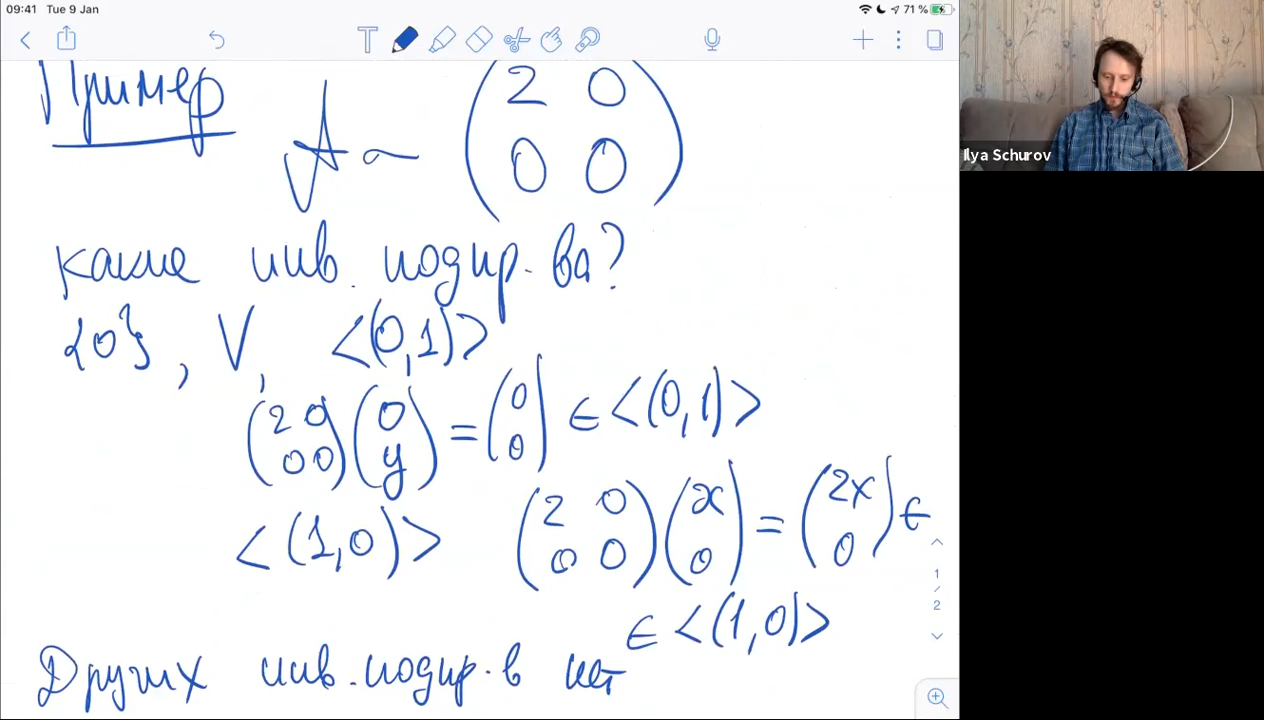 09:41 Tue 9 Jan 71 %
T
Пример A ~ (2 0
0 0)
Ilya Schurov
какие инв. подпр-ва?
{0}, V, <(0,1)>
(2 0
0 0) (0
y) = (0
0) ∈ <(0,1)>
<(1,0)> (2 0
0 0) (x
0) = (2x
0) ∈
∈ <(1,0)>
Других инв. подпр-в нет
1
/
2